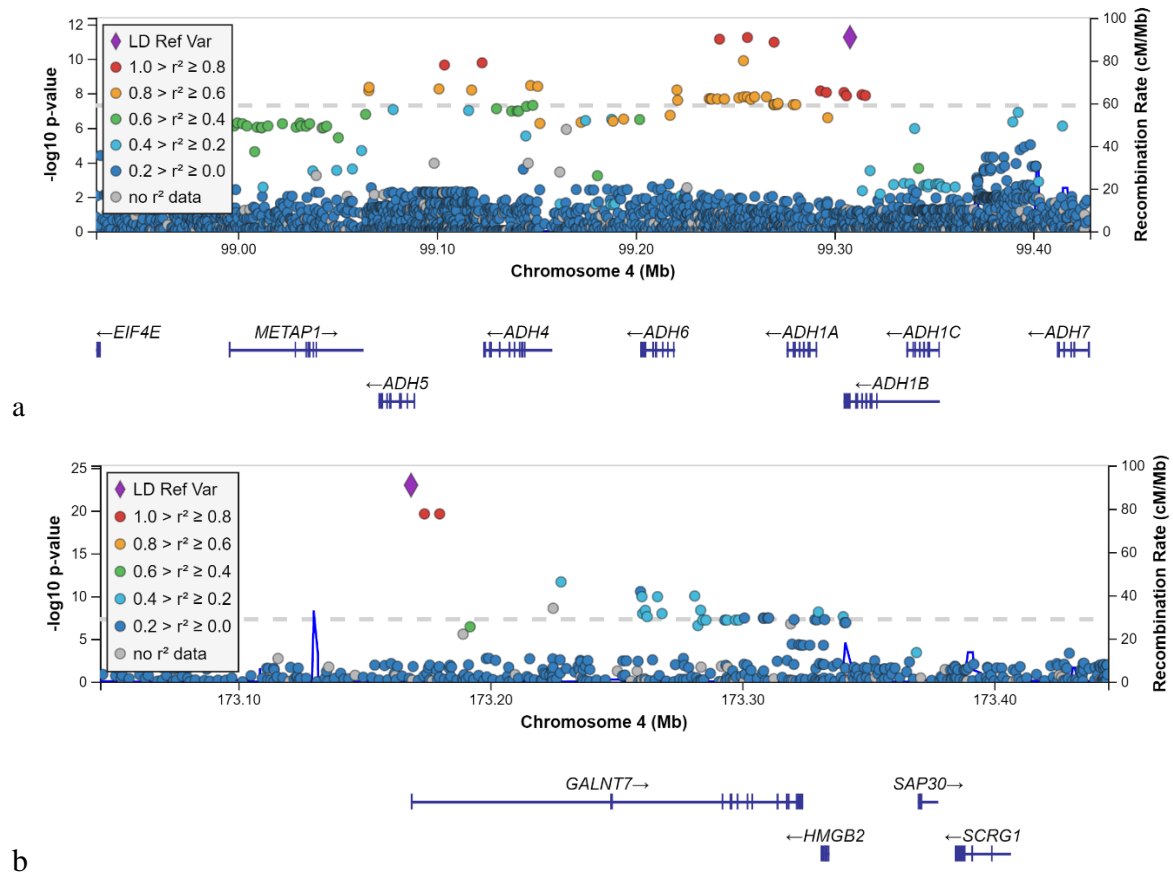 a
12
10
8
6
4
2
0
-log10 p-value
LD Ref Var
1.0 > r² ≥ 0.8
0.8 > r² ≥ 0.6
0.6 > r² ≥ 0.4
0.4 > r² ≥ 0.2
0.2 > r² ≥ 0.0
no r² data
100
80
60
40
20
0
Recombination Rate (cM/Mb)
99.00 99.10 99.20 99.30 99.40
Chromosome 4 (Mb)
←EIF4E METAP1→ ←ADH4 ←ADH6 ←ADH1A ←ADH1C ←ADH7
←ADH5 ←ADH1B
25
20
15
10
5
0
-log10 p-value
LD Ref Var
1.0 > r² ≥ 0.8
0.8 > r² ≥ 0.6
0.6 > r² ≥ 0.4
0.4 > r² ≥ 0.2
0.2 > r² ≥ 0.0
no r² data
100
80
60
40
20
0
Recombination Rate (cM/Mb)
173.10 173.20 173.30 173.40
Chromosome 4 (Mb)
GALNT7→ SAP30→
←HMGB2 ←SCRG1
b